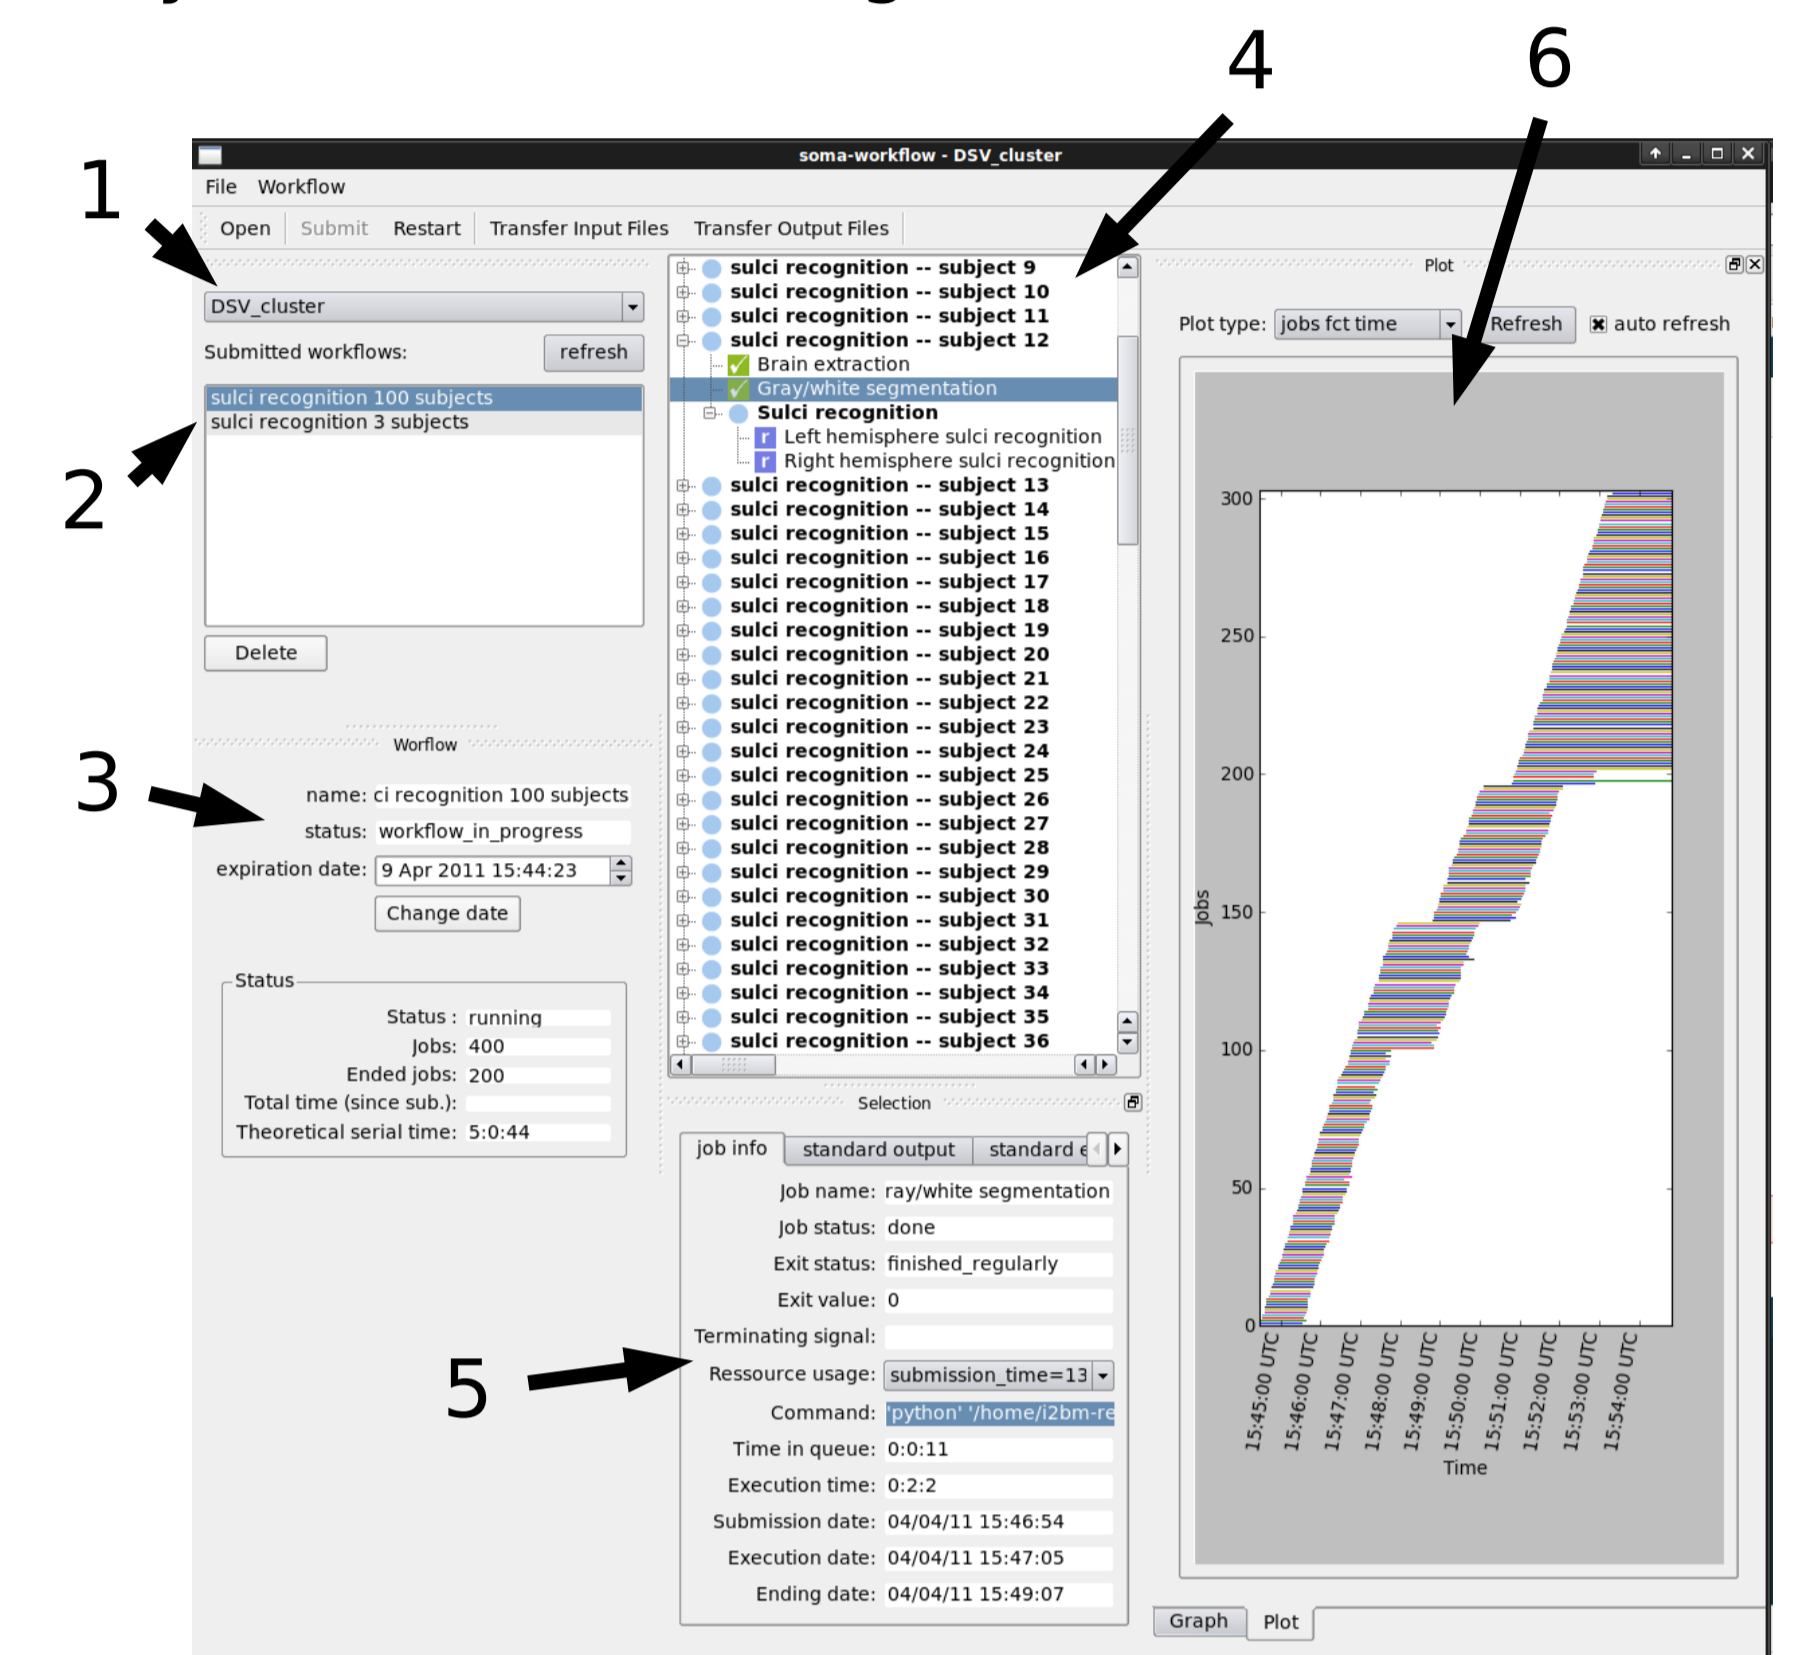 4
6
1
2
3
5
soma-workflow - DSV_cluster
File Workflow
Open Submit Restart Transfer Input Files Transfer Output Files
DSV_cluster
Submitted workflows: refresh
sulci recognition 100 subjects
sulci recognition 3 subjects
Delete
Worflow
name: ci recognition 100 subjects
status: workflow_in_progress
expiration date: 9 Apr 2011 15:44:23
Change date
Status
Status : running
Jobs: 400
Ended jobs: 200
Total time (since sub.):
Theoretical serial time: 5:0:44
sulci recognition -- subject 9
sulci recognition -- subject 10
sulci recognition -- subject 11
sulci recognition -- subject 12
Brain extraction
Gray/white segmentation
Sulci recognition
r Left hemisphere sulci recognition
r Right hemisphere sulci recognition
sulci recognition -- subject 13
sulci recognition -- subject 14
sulci recognition -- subject 15
sulci recognition -- subject 16
sulci recognition -- subject 17
sulci recognition -- subject 18
sulci recognition -- subject 19
sulci recognition -- subject 20
sulci recognition -- subject 21
sulci recognition -- subject 22
sulci recognition -- subject 23
sulci recognition -- subject 24
sulci recognition -- subject 25
sulci recognition -- subject 26
sulci recognition -- subject 27
sulci recognition -- subject 28
sulci recognition -- subject 29
sulci recognition -- subject 30
sulci recognition -- subject 31
sulci recognition -- subject 32
sulci recognition -- subject 33
sulci recognition -- subject 34
sulci recognition -- subject 35
sulci recognition -- subject 36
Selection
job info standard output standard e
Job name: ray/white segmentation
Job status: done
Exit status: finished_regularly
Exit value: 0
Terminating signal:
Ressource usage: submission_time=13
Command: 'python' '/home/i2bm-re
Time in queue: 0:0:11
Execution time: 0:2:2
Submission date: 04/04/11 15:46:54
Execution date: 04/04/11 15:47:05
Ending date: 04/04/11 15:49:07
Plot
Plot type: jobs fct time Refresh auto refresh
300
250
200
150
100
50
0
Jobs
15:45:00 UTC
15:46:00 UTC
15:47:00 UTC
15:48:00 UTC
15:49:00 UTC
15:50:00 UTC
15:51:00 UTC
15:52:00 UTC
15:53:00 UTC
15:54:00 UTC
Time
Graph Plot